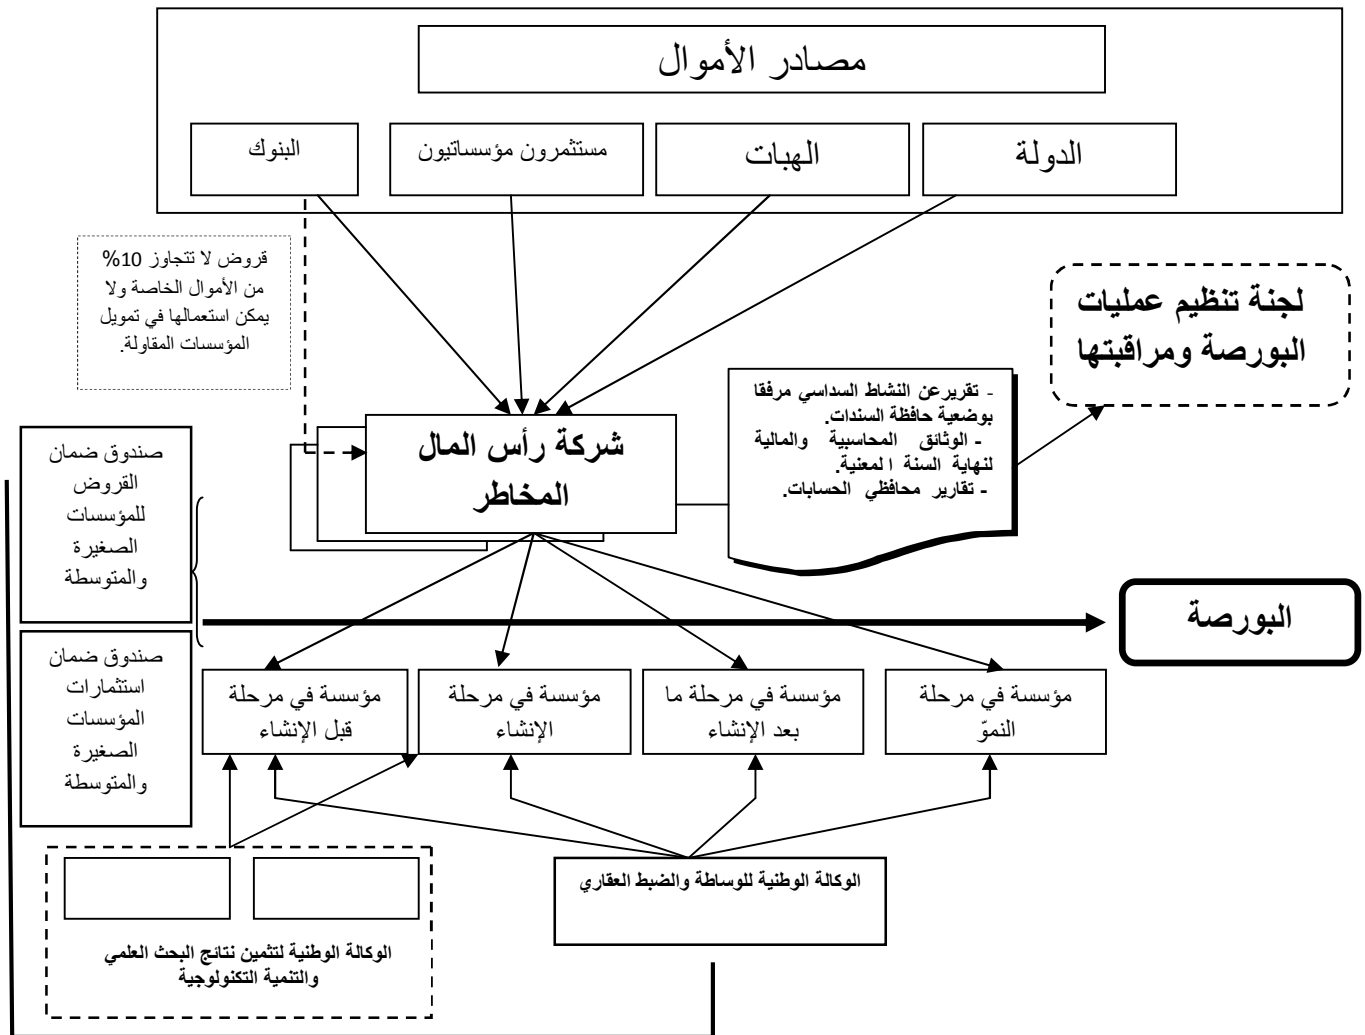 مصادر الأموال
الدولة
الهبات
مستثمرون مؤسساتيون
البنوك
قروض لا تتجاوز 10%
من الأموال الخاصة ولا
يمكن استعمالها في تمويل
المؤسسات المقاولة.
لجنة تنظيم عمليات
البورصة ومراقبتها
- تقريرعن النشاط السداسي مرفقا
بوضعية حافظة السندات.
- الوثائق المحاسبية والمالية
لنهاية السنة المعنية.
- تقارير محافظي الحسابات.
شركة رأس المال
المخاطر
صندوق ضمان
القروض
للمؤسسات
الصغيرة
والمتوسطة
البورصة
صندوق ضمان
استثمارات
المؤسسات
الصغيرة
والمتوسطة
مؤسسة في مرحلة
النموّ
مؤسسة في مرحلة ما
بعد الإنشاء
مؤسسة في مرحلة
الإنشاء
مؤسسة في مرحلة
قبل الإنشاء
الوكالة الوطنية للوساطة والضبط العقاري
الوكالة الوطنية لتثمين نتائج البحث العلمي
والتنمية التكنولوجية